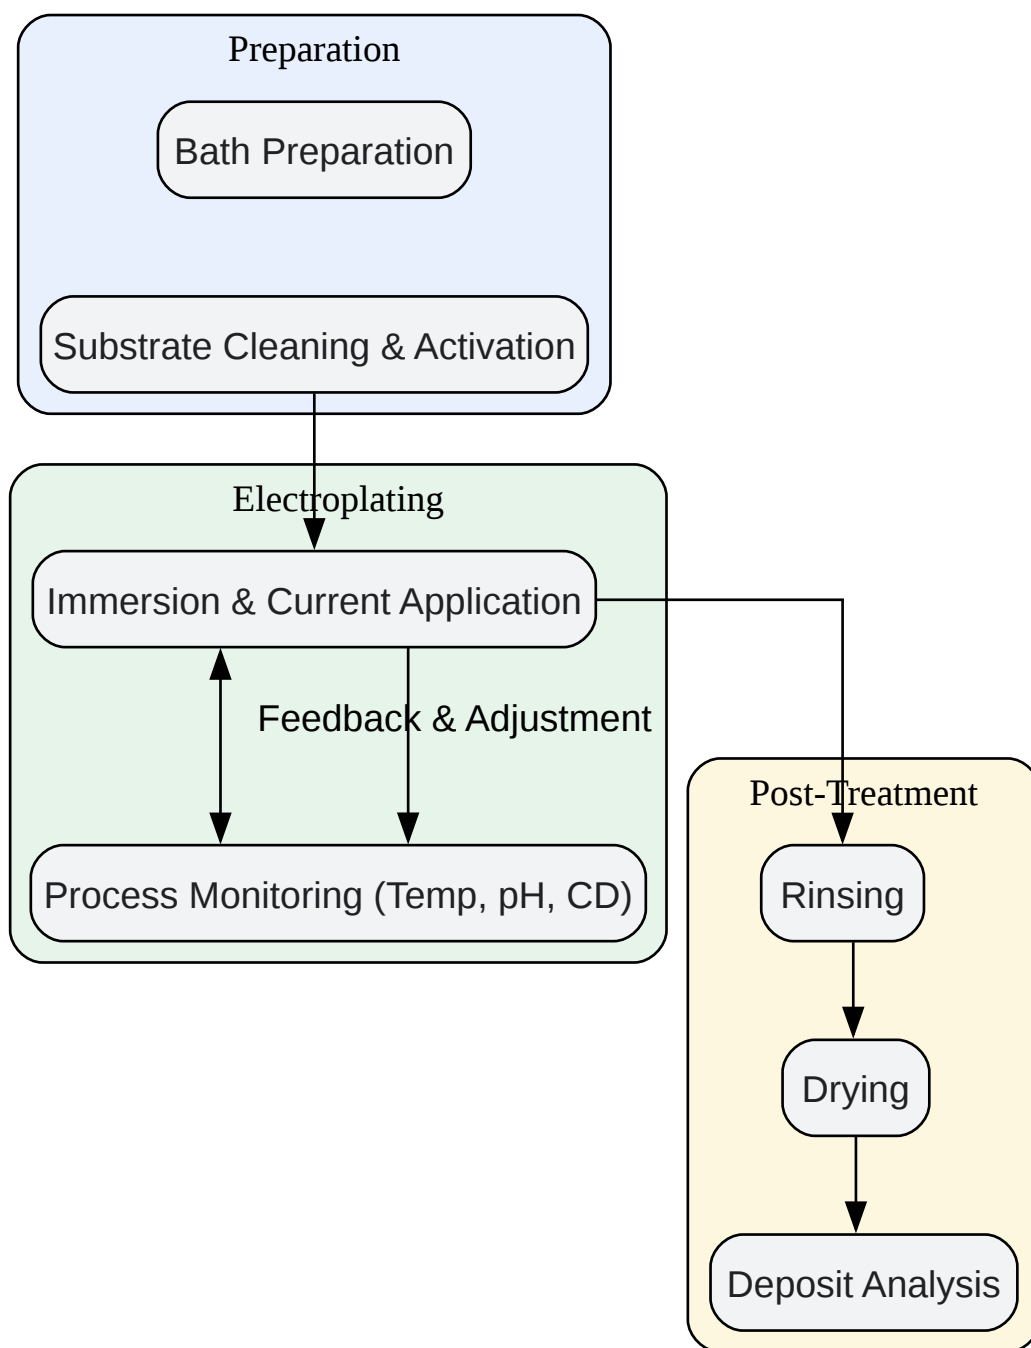 Preparation
Bath Preparation
Substrate Cleaning & Activation
Electroplating
Immersion & Current Application
Feedback & Adjustment
Process Monitoring (Temp, pH, CD)
Post-Treatment
Rinsing
Drying
Deposit Analysis